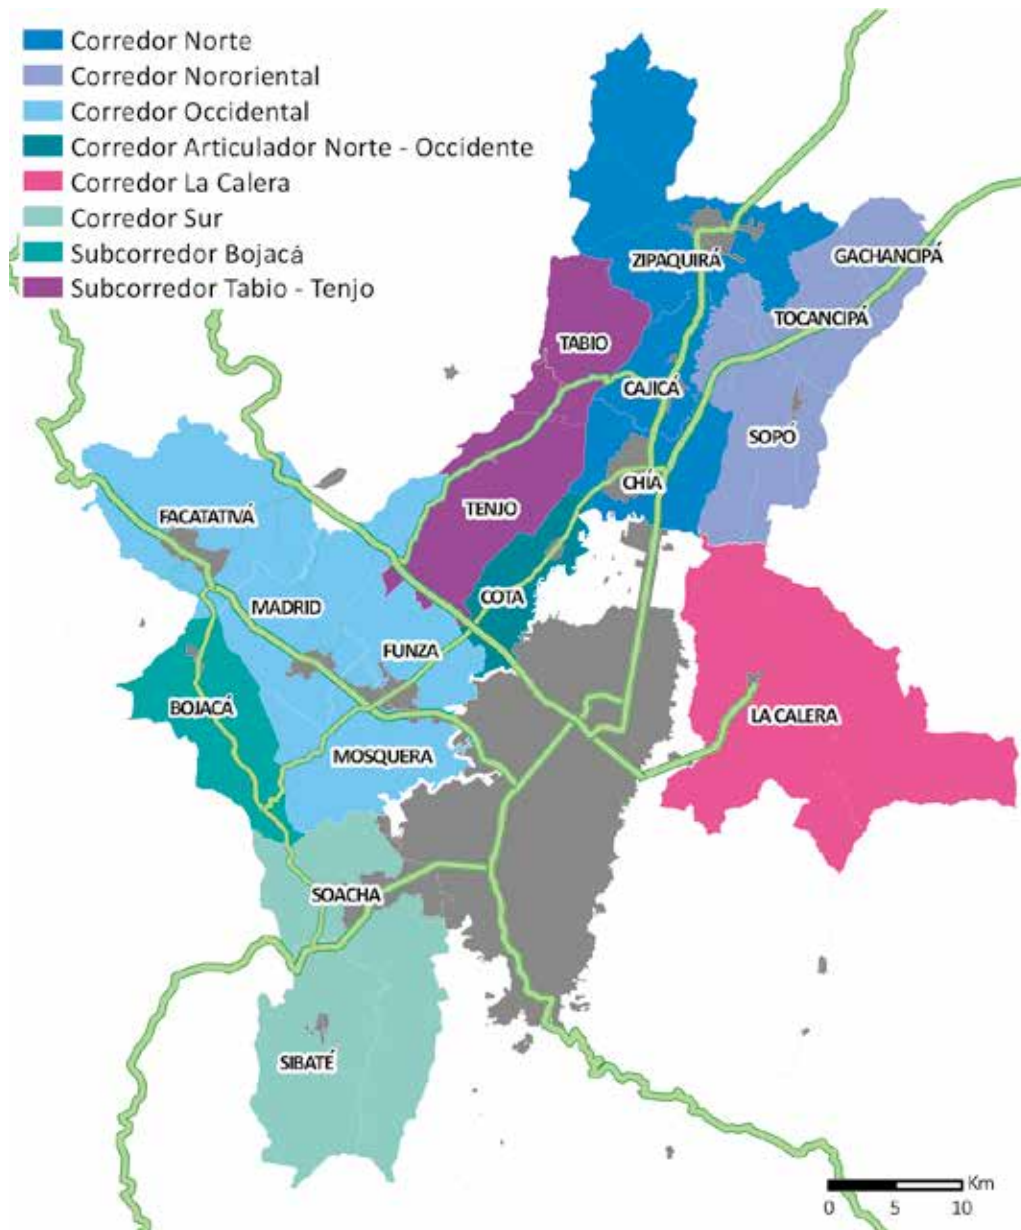 Corredor Norte
Corredor Nororiental
Corredor Occidental
Corredor Articulador Norte - Occidente
Corredor La Calera
Corredor Sur
Subcorredor Bojacá
Subcorredor Tabio - Tenjo
ZIPAQUIRÁ
GACHANCIPÁ
TOCANCIPÁ
TABIO
CAJICÁ
SOPÓ
CHÍA
TENJO
FACATATIVÁ
COTA
MADRID
FUNZA
BOJACÁ
LA CALERA
MOSQUERA
SOACHA
SIBATÉ
Km
0 5 10